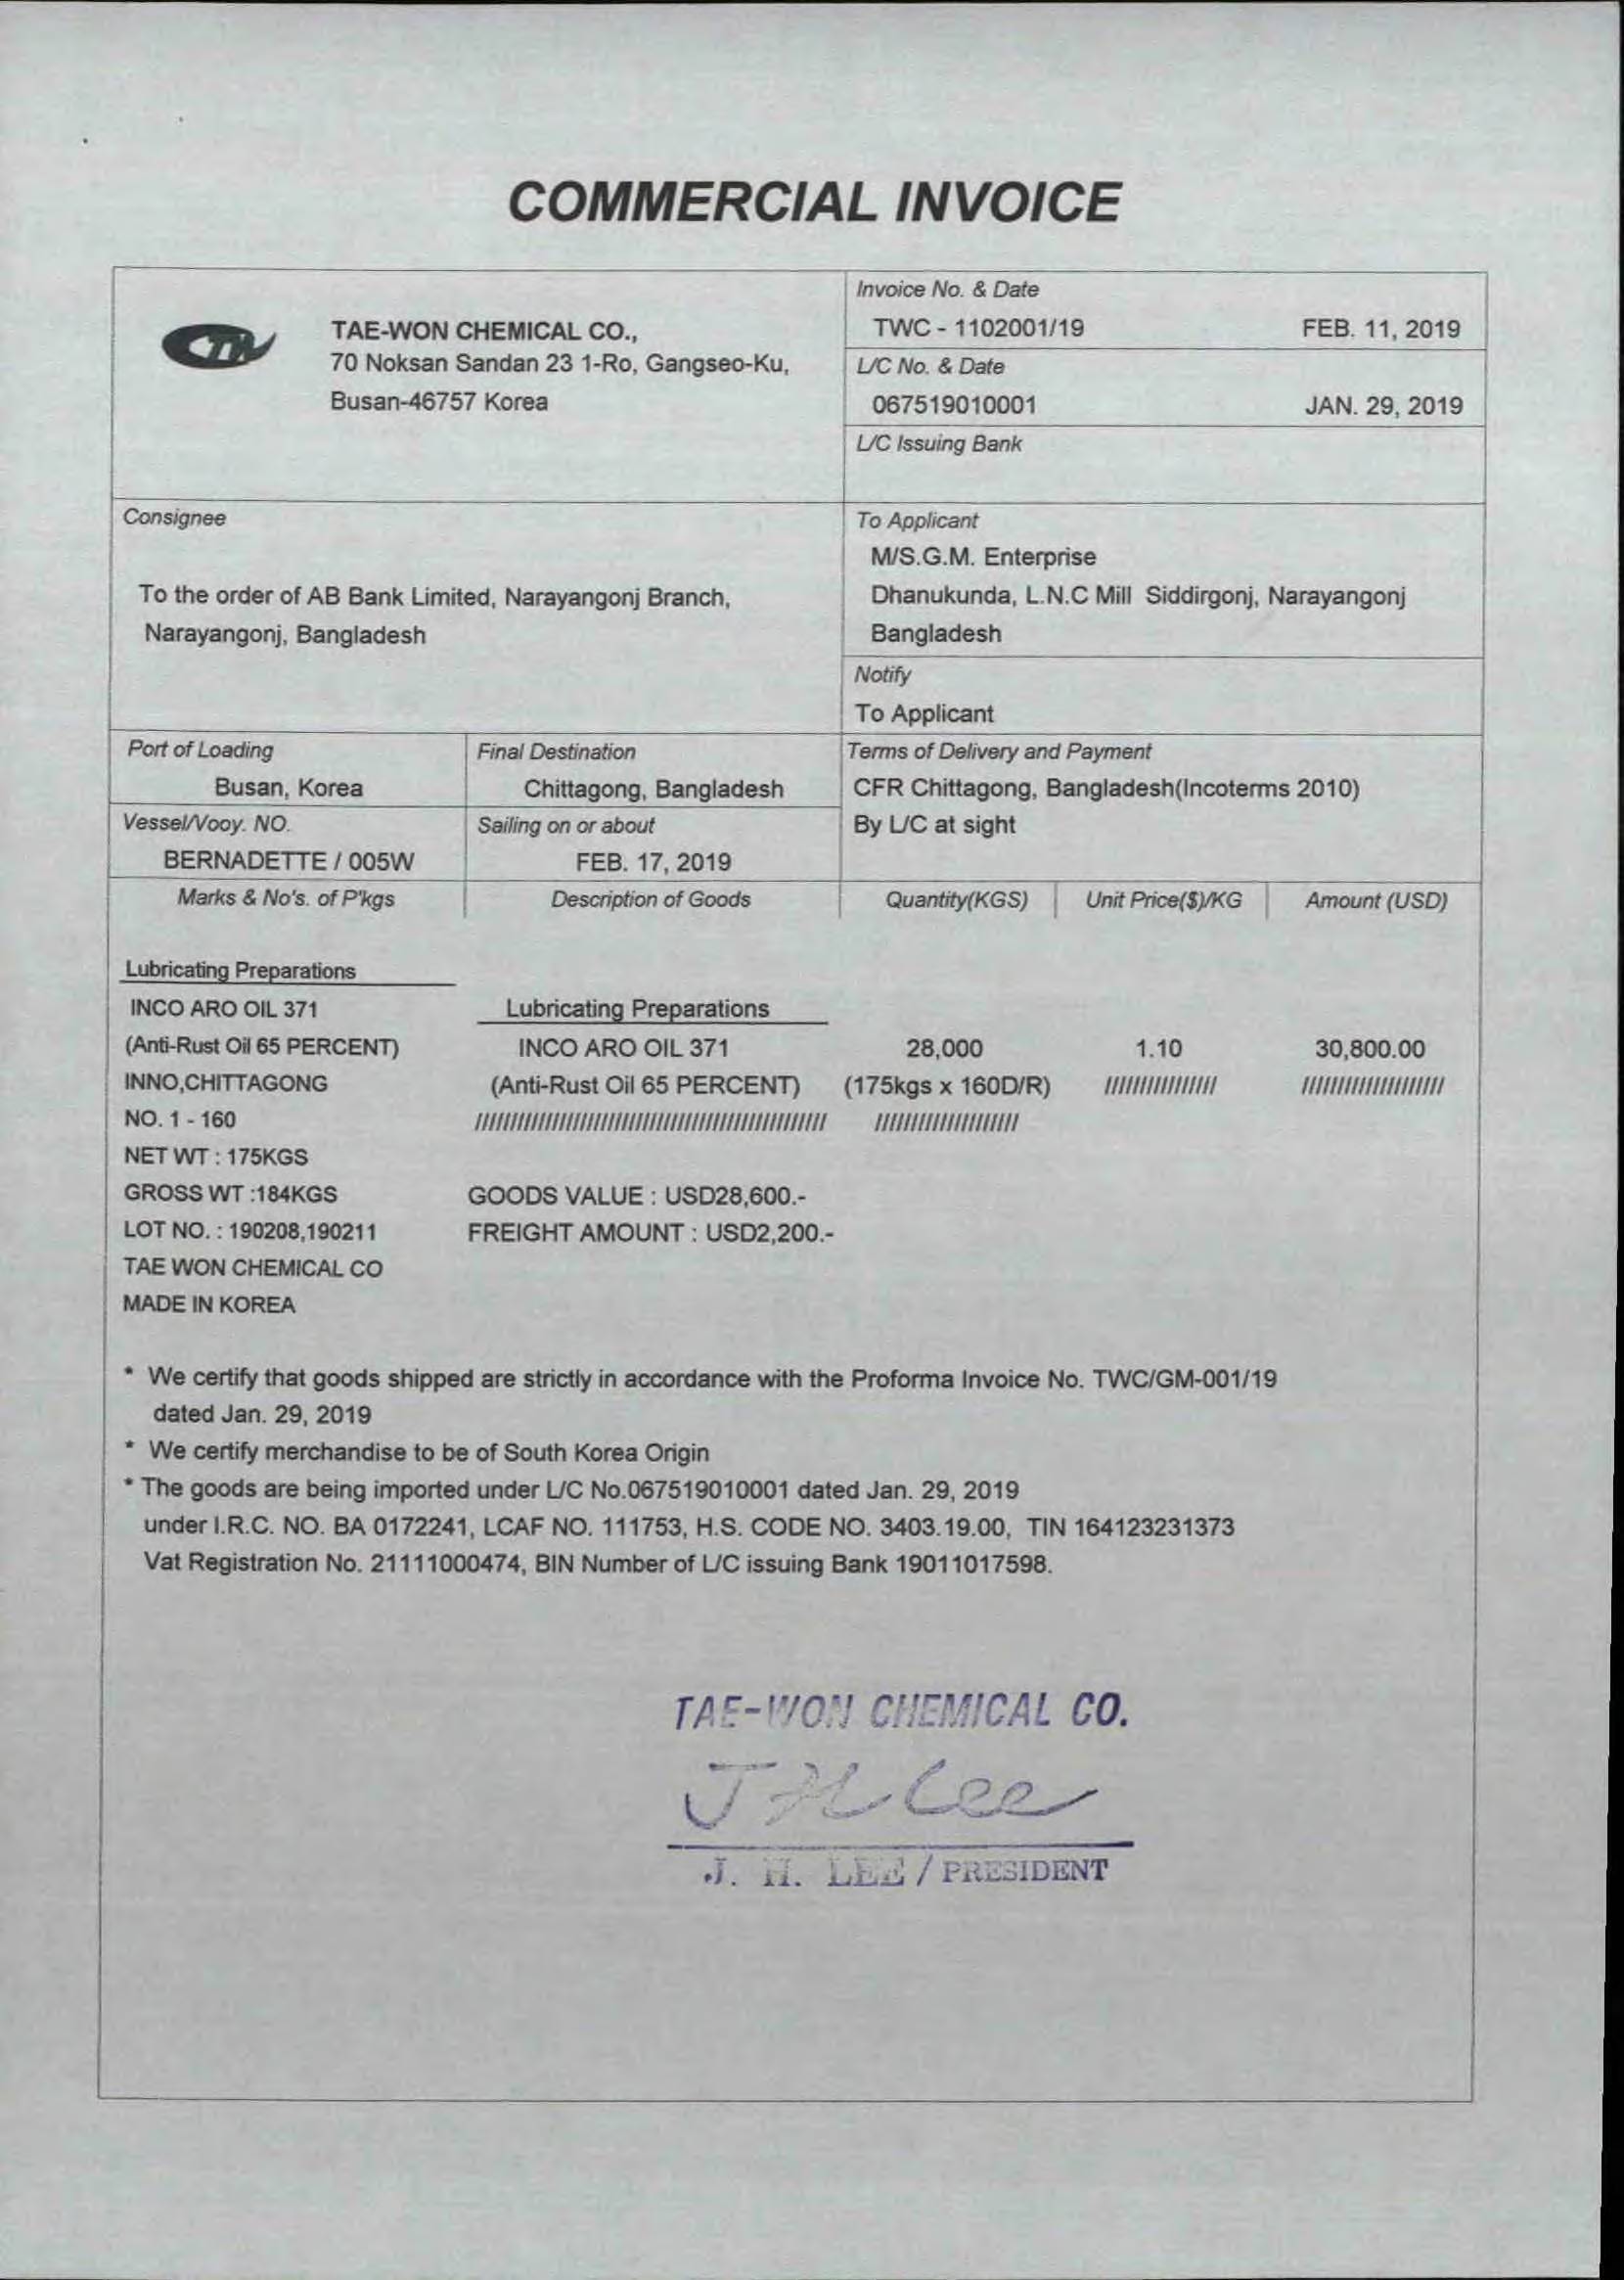 COMMERCIAL INVOICE
TAE-WON CHEMICAL CO.,
70 Noksan Sandan 23 1-Ro, Gangseo-Ku,
Busan-46757 Korea
Invoice No. & Date
TWC - 1102001/19 FEB. 11, 2019
L/C No. & Date
067519010001 JAN. 29, 2019
L/C Issuing Bank
Consignee
To the order of AB Bank Limited, Narayangonj Branch,
Narayangonj, Bangladesh
To Applicant
M/S.G.M. Enterprise
Dhanukunda, L.N.C Mill Siddirgonj, Narayangonj
Bangladesh
Notify
To Applicant
Port of Loading
Busan, Korea
Final Destination
Chittagong, Bangladesh
Terms of Delivery and Payment
CFR Chittagong, Bangladesh(Incoterms 2010)
By L/C at sight
Vessel/Vooy. NO.
BERNADETTE / 005W
Sailing on or about
FEB. 17, 2019
Marks & No's. of P'kgs Description of Goods Quantity(KGS) Unit Price($)/KG Amount (USD)
Lubricating Preparations
INCO ARO OIL 371 Lubricating Preparations
(Anti-Rust Oil 65 PERCENT) INCO ARO OIL 371 28,000 1.10 30,800.00
INNO,CHITTAGONG (Anti-Rust Oil 65 PERCENT) (175kgs x 160D/R) //////////////// ////////////////////
NO. 1 - 160 ////////////////////////////////////////////////// ////////////////////
NET WT : 175KGS
GROSS WT :184KGS GOODS VALUE : USD28,600.-
LOT NO. : 190208,190211 FREIGHT AMOUNT : USD2,200.-
TAE WON CHEMICAL CO
MADE IN KOREA
* We certify that goods shipped are strictly in accordance with the Proforma Invoice No. TWC/GM-001/19
dated Jan. 29, 2019
* We certify merchandise to be of South Korea Origin
* The goods are being imported under L/C No.067519010001 dated Jan. 29, 2019
under I.R.C. NO. BA 0172241, LCAF NO. 111753, H.S. CODE NO. 3403.19.00, TIN 164123231373
Vat Registration No. 21111000474, BIN Number of L/C issuing Bank 19011017598.
TAE-WON CHEMICAL CO.
J H Lee
J. H. LEE / PRESIDENT